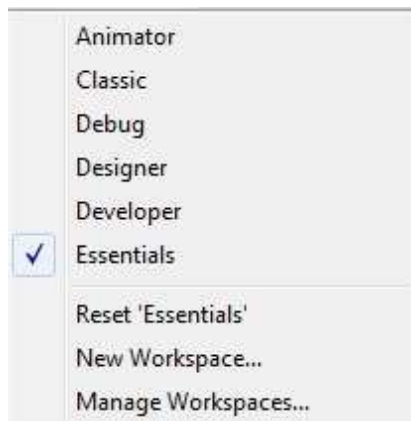 Animator
Classic
Debug
Designer
Developer
Essentials
Reset 'Essentials'
New Workspace...
Manage Workspaces...